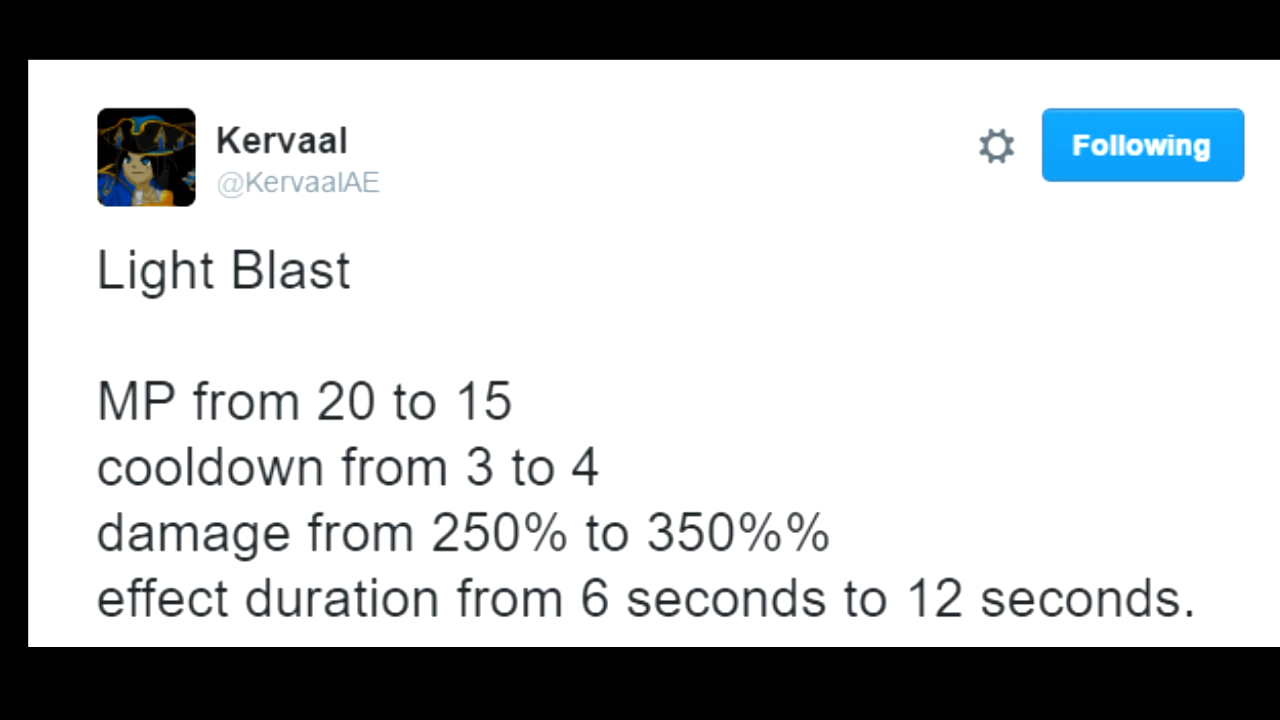 Kervaal
Following
@KervaalAE
Light Blast
MP from 20 to 15
cooldown from 3 to 4
damage from 250% to 350%%
effect duration from 6 seconds to 12 seconds.